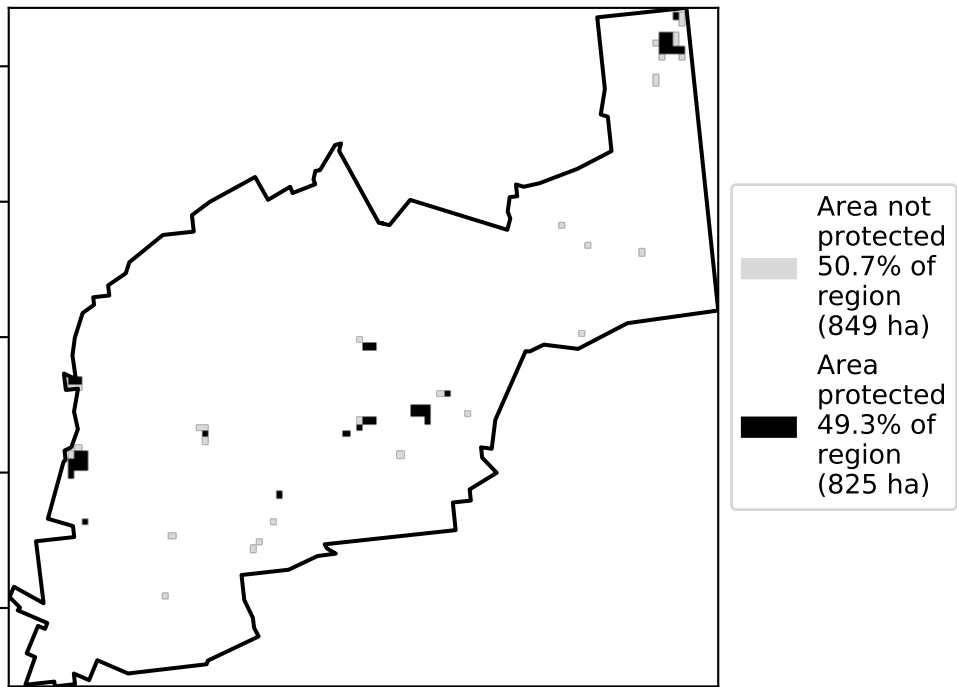 Area not
protected
50.7% of
region
(849 ha)
Area
protected
49.3% of
region
(825 ha)